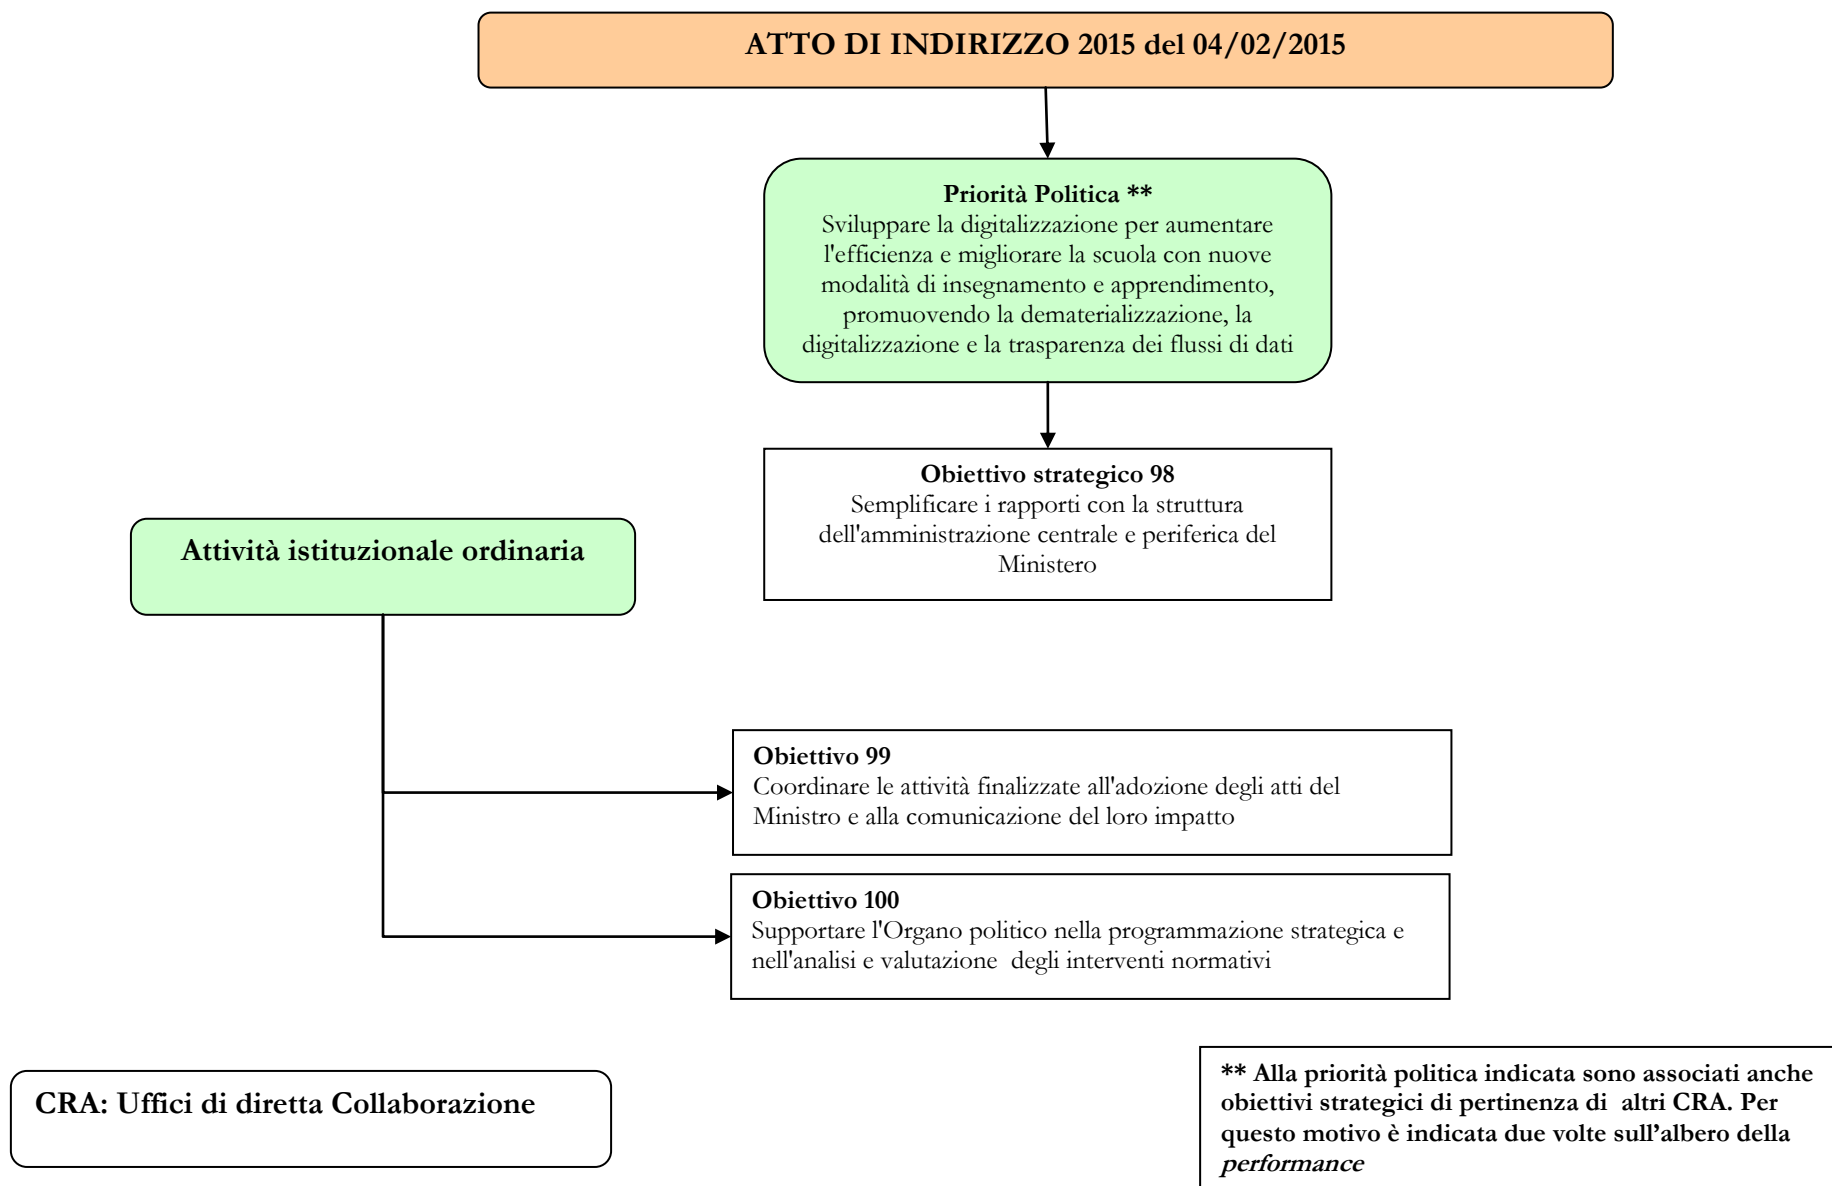 ATTO DI INDIRIZZO 2015 del 04/02/2015
Priorità Politica **
Sviluppare la digitalizzazione per aumentare
l'efficienza e migliorare la scuola con nuove
modalità di insegnamento e apprendimento,
promuovendo la dematerializzazione, la
digitalizzazione e la trasparenza dei flussi di dati
Obiettivo strategico 98
Semplificare i rapporti con la struttura
dell'amministrazione centrale e periferica del
Ministero
Attività istituzionale ordinaria
Obiettivo 99
Coordinare le attività finalizzate all'adozione degli atti del
Ministro e alla comunicazione del loro impatto
Obiettivo 100
Supportare l'Organo politico nella programmazione strategica e
nell'analisi e valutazione  degli interventi normativi
CRA: Uffici di diretta Collaborazione
** Alla priorità politica indicata sono associati anche
obiettivi strategici di pertinenza di  altri CRA. Per
questo motivo è indicata due volte sull’albero della
performance